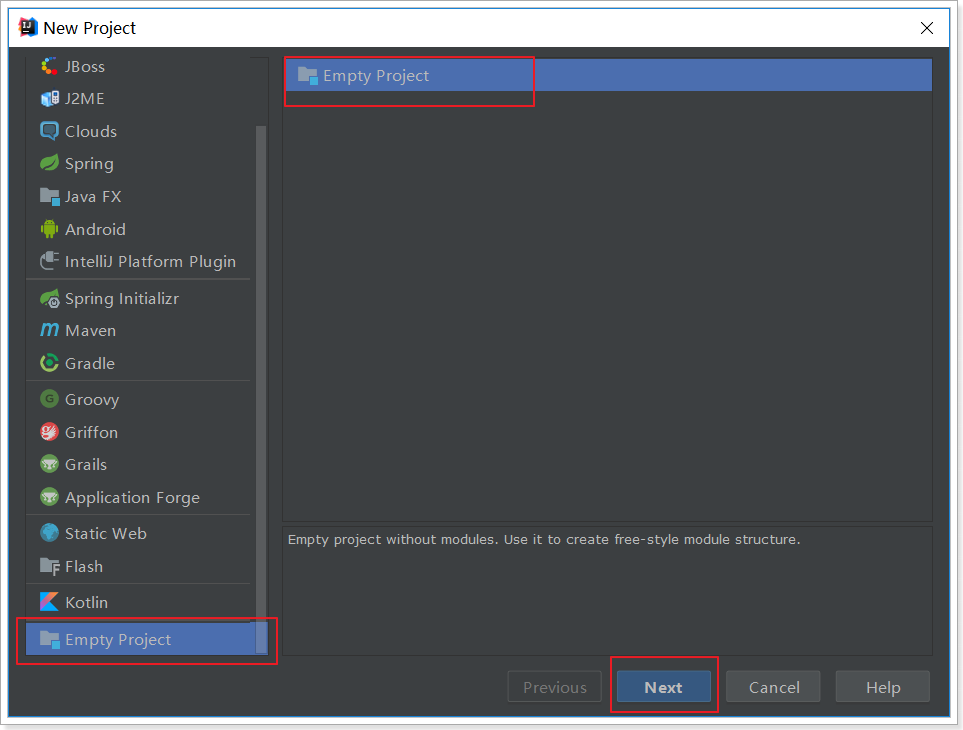 New Project
JBoss
J2ME
Clouds
Spring
Java FX
Android
IntelliJ Platform Plugin
Spring Initializr
Maven
Gradle
Groovy
Griffon
Grails
Application Forge
Static Web
Flash
Kotlin
Empty Project
Empty Project
Empty project without modules. Use it to create free-style module structure.
Previous
Next
Cancel
Help